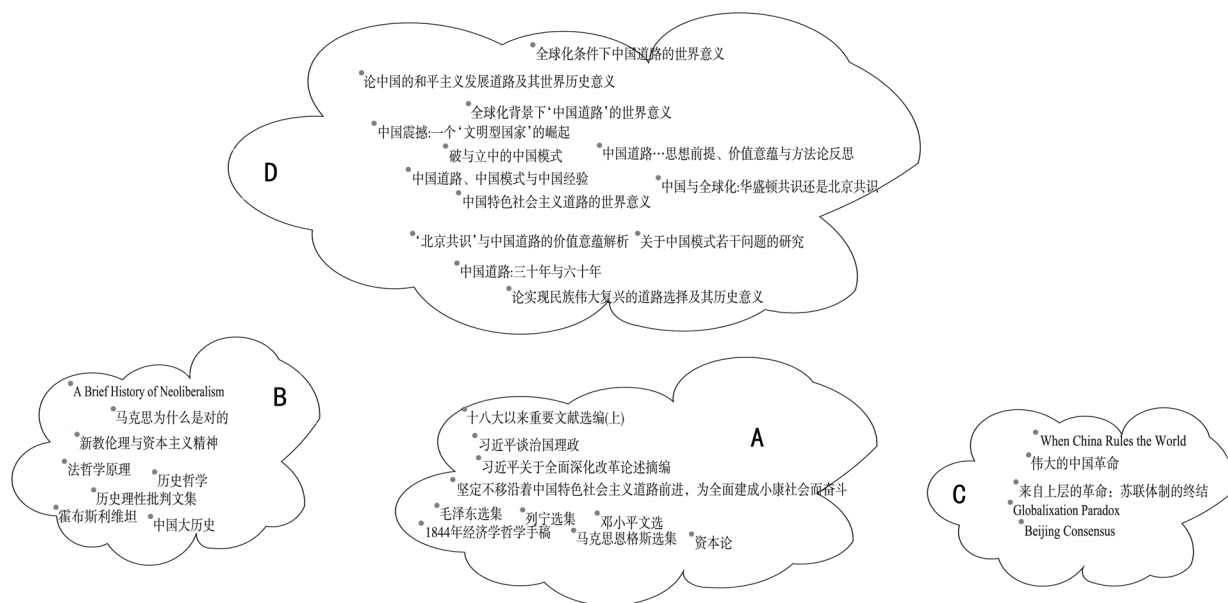 全球化条件下中国道路的世界意义
论中国的和平主义发展道路及其世界历史意义
全球化背景下‘中国道路’的世界意义
中国震撼:一个‘文明型国家’的崛起
破与立中的中国模式
中国道路…思想前提、价值意蕴与方法论反思
D
中国道路、中国模式与中国经验
中国与全球化:华盛顿共识还是北京共识
中国特色社会主义道路的世界意义
‘北京共识’与中国道路的价值意蕴解析
关于中国模式若干问题的研究
中国道路:三十年与六十年
论实现民族伟大复兴的道路选择及其历史意义
A Brief History of Neoliberalism
B
马克思为什么是对的
新教伦理与资本主义精神
法哲学原理
历史哲学
历史理性批判文集
霍布斯利维坦
中国大历史
十八大以来重要文献选编(上)
A
习近平谈治国理政
习近平关于全面深化改革论述摘编
坚定不移沿着中国特色社会主义道路前进，为全面建成小康社会而奋斗
毛泽东选集
列宁选集
邓小平文选
1844年经济学哲学手稿
马克思恩格斯选集
资本论
When China Rules the World
伟大的中国革命
C
来自上层的革命：苏联体制的终结
Globalixation Paradox
Beijing Consensus